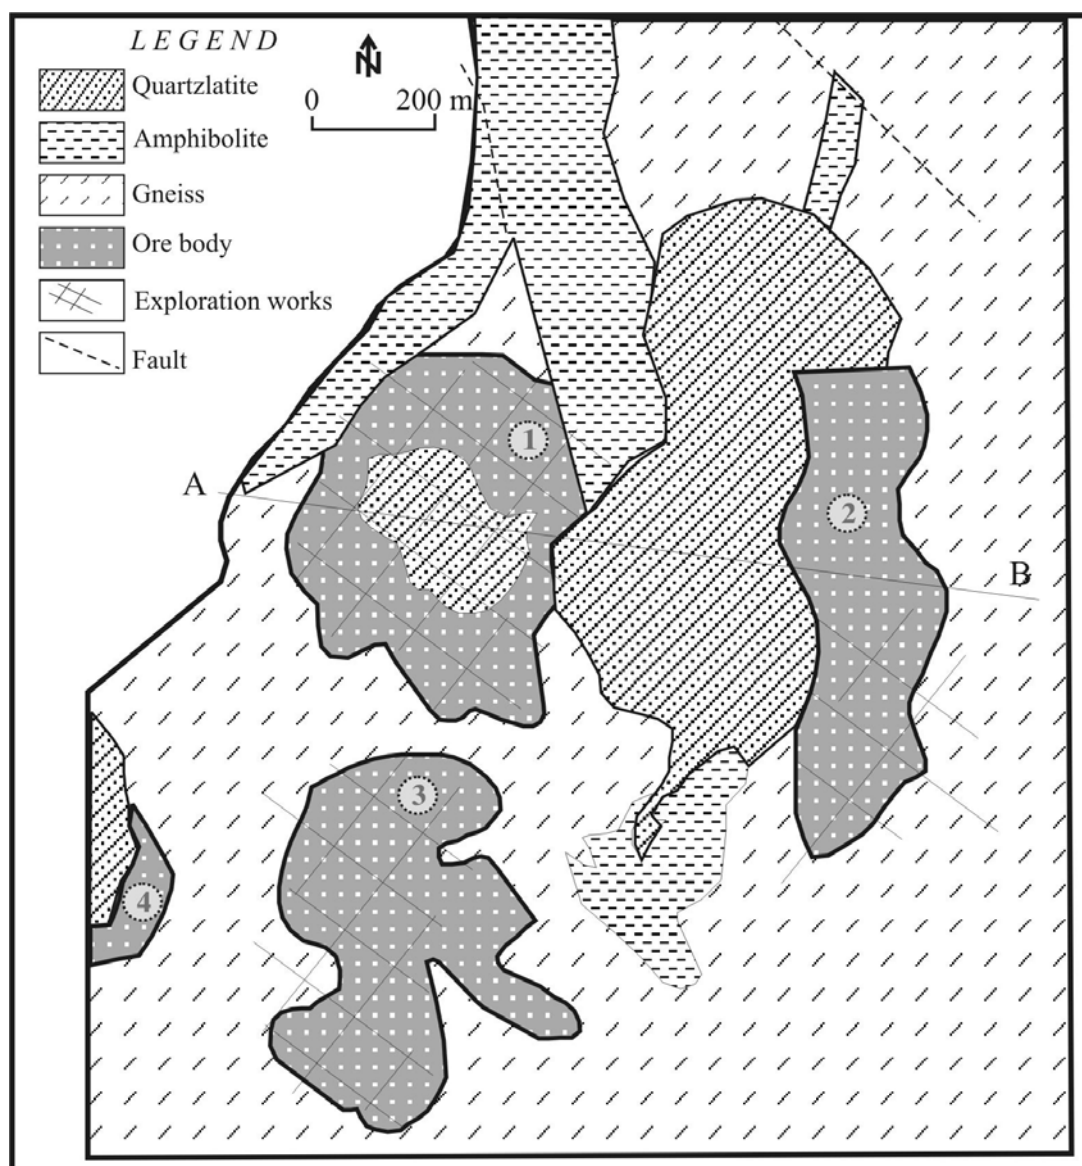 LEGEND
Quartzlatite
Amphibolite
Gneiss
Ore body
Exploration works
Fault
N
0 200 m
1
A
2
B
3
4